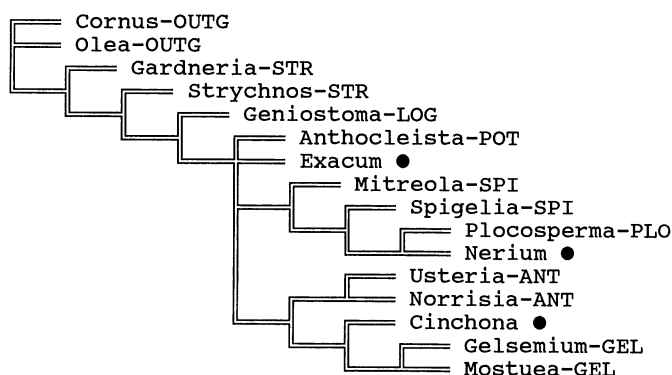 Cornus-OUTG
Olea-OUTG
Gardneria-STR
Strychnos-STR
Geniostoma-LOG
Anthocleista-POT
Exacum ●
Mitreola-SPI
Spigelia-SPI
Plocosperma-PLO
Nerium ●
Usteria-ANT
Norrisia-ANT
Cinchona ●
Gelsemium-GEL
Mostuea-GEL